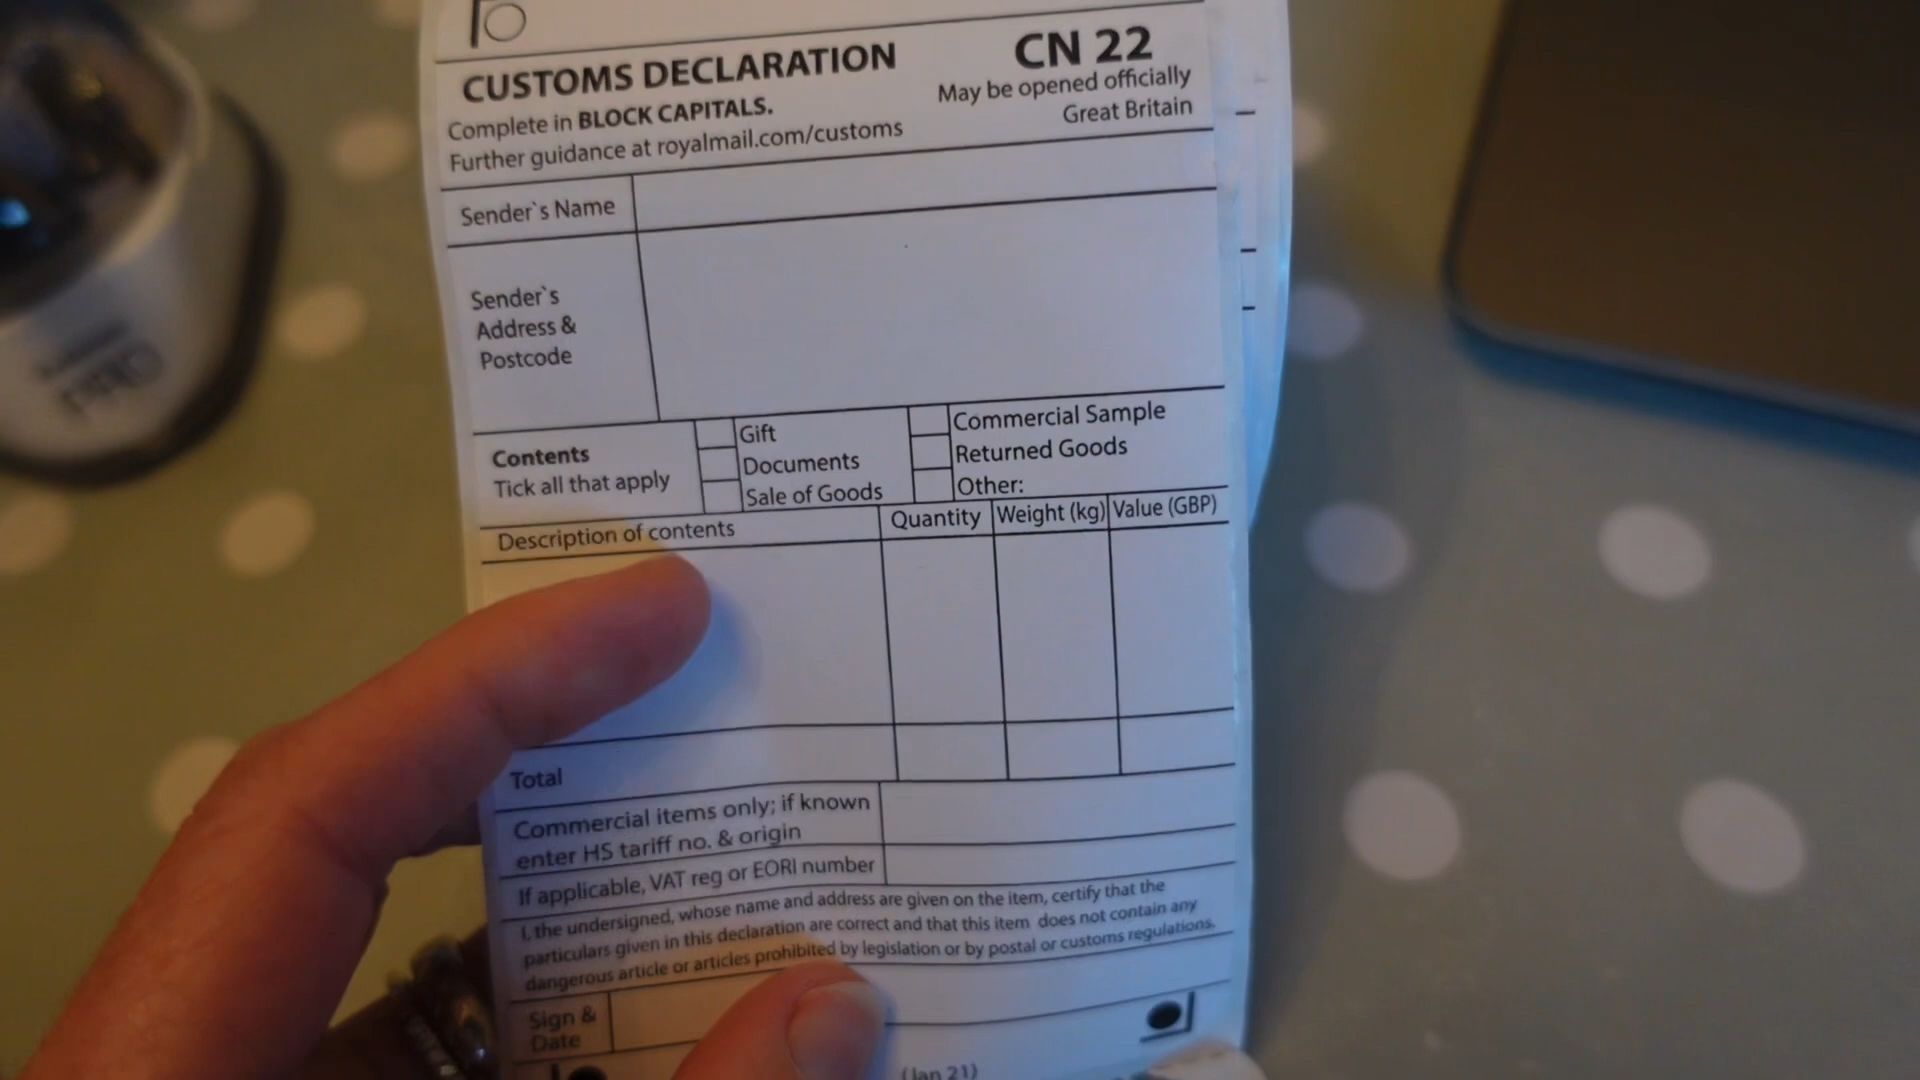 CUSTOMS DECLARATION
CN 22
Complete in BLOCK CAPITALS.
May be opened officially
Further guidance at royalmail.com/customs
Great Britain
Sender`s Name
Sender`s
Address &
Postcode
Contents
Tick all that apply
Gift
Documents
Sale of Goods
Commercial Sample
Returned Goods
Other:
Description of contents
Quantity
Weight (kg)
Value (GBP)
Total
Commercial items only; if known
enter HS tariff no. & origin
If applicable, VAT reg or EORI number
I, the undersigned, whose name and address are given on the item, certify that the
particulars given in this declaration are correct and that this item does not contain any
dangerous article or articles prohibited by legislation or by postal or customs regulations.
Sign &
Date
(Jan 21)